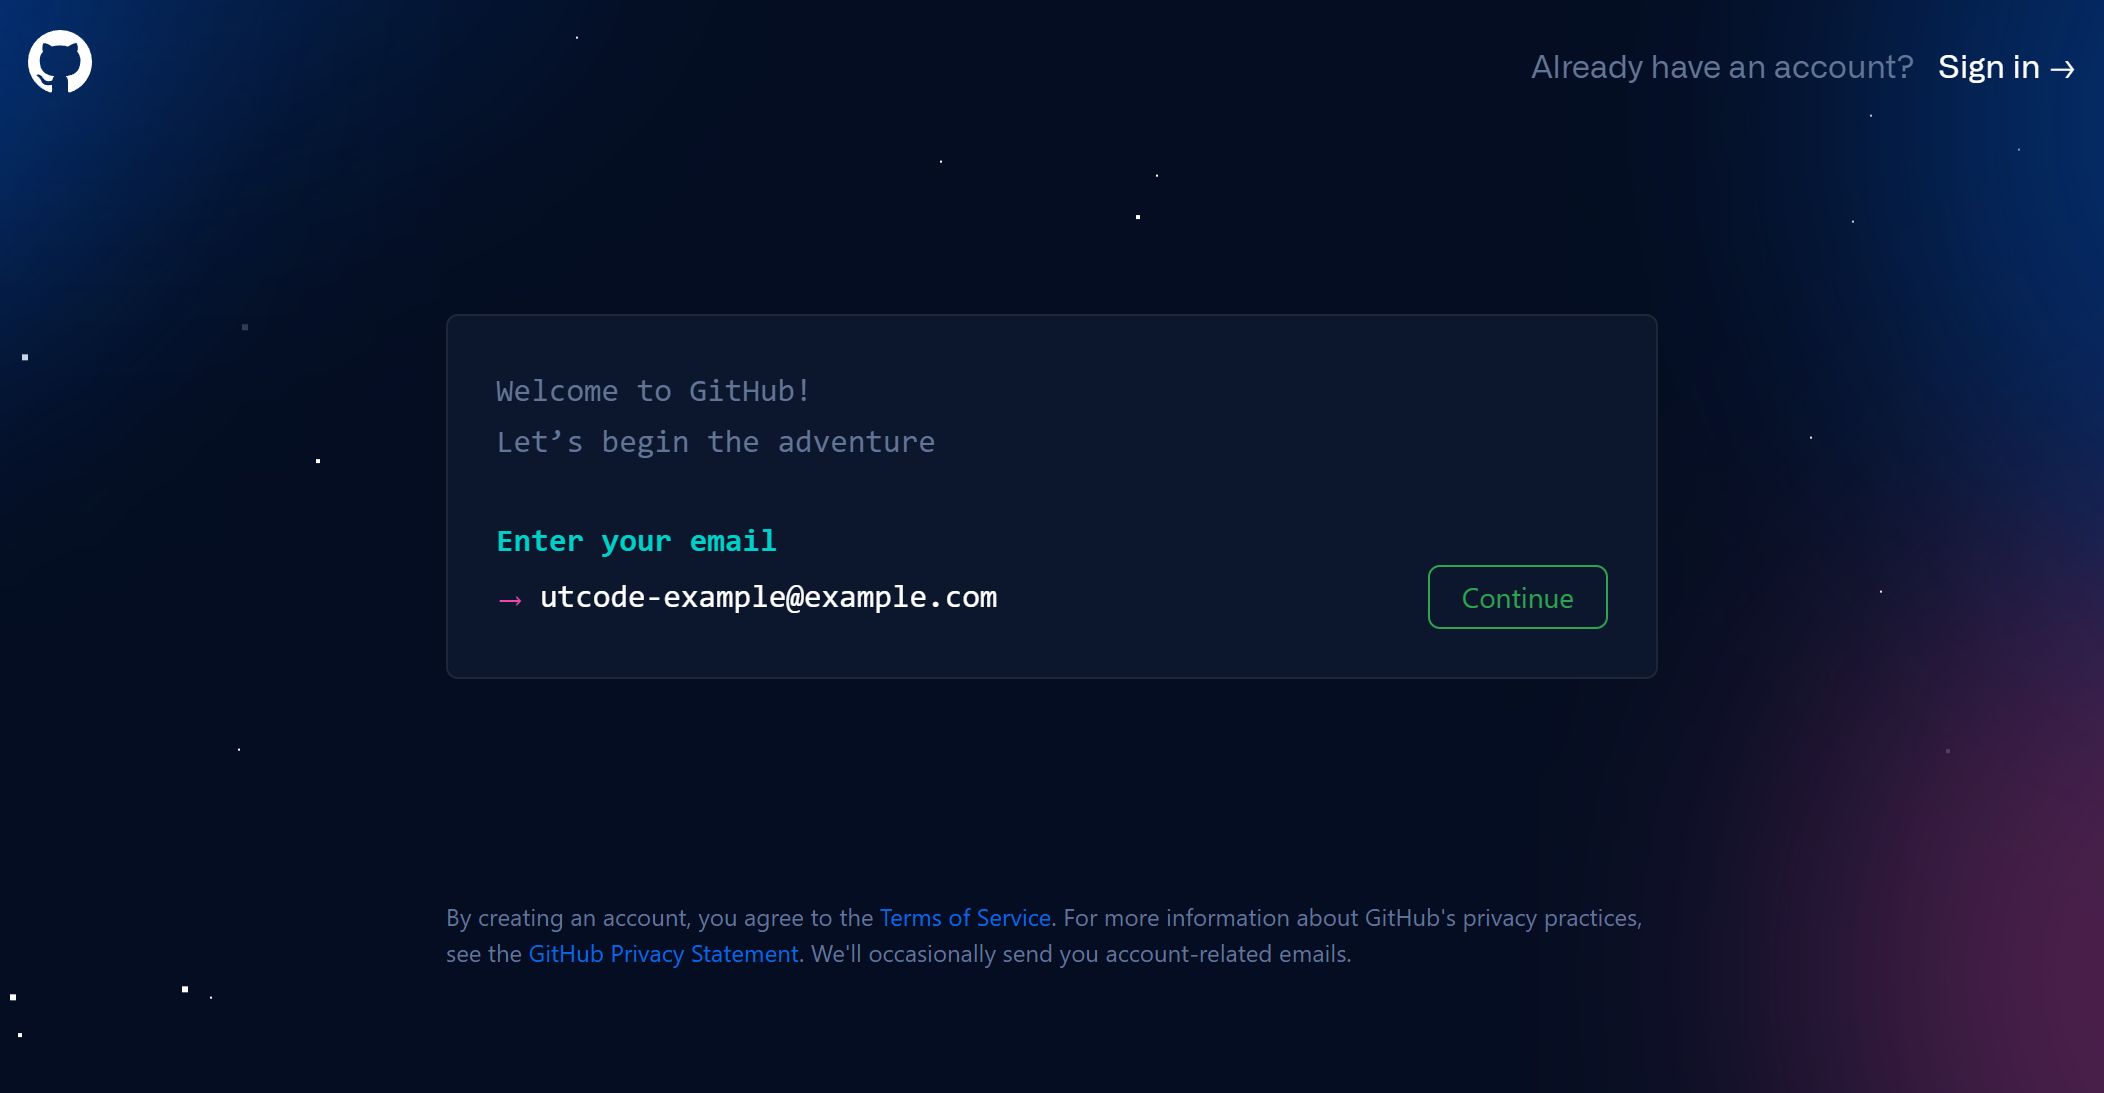 Already have an account? Sign in →
Welcome to GitHub!
Let’s begin the adventure
Enter your email
→ utcode-example@example.com
Continue
By creating an account, you agree to the Terms of Service. For more information about GitHub's privacy practices,
see the GitHub Privacy Statement. We'll occasionally send you account-related emails.